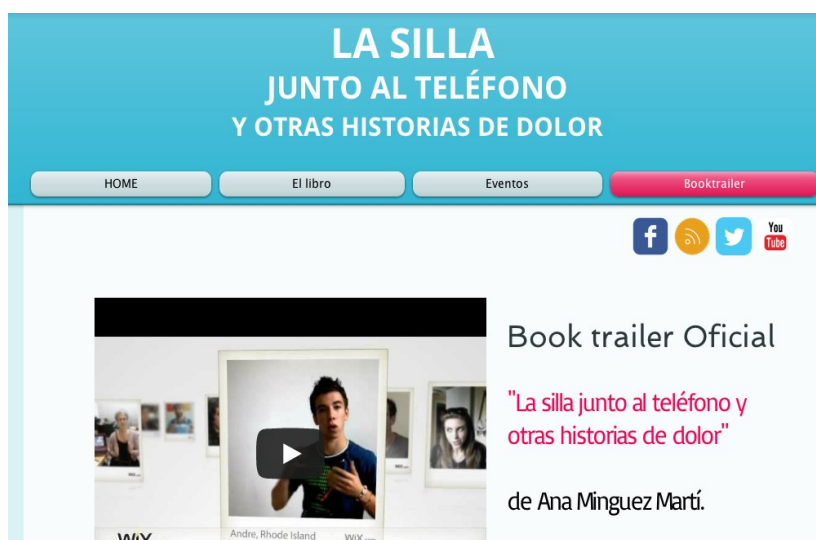 LA SILLA
JUNTO AL TELÉFONO
Y OTRAS HISTORIAS DE DOLOR
HOME El libro Eventos Booktrailer
f You
Tube
Book trailer Oficial
"La silla junto al teléfono y
otras historias de dolor"
de Ana Minguez Martí.
Andre, Rhode Island WiX
WiX